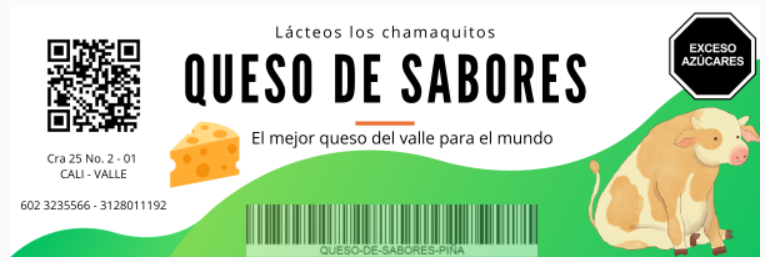 Lácteos los chamaquitos
QUESO DE SABORES
El mejor queso del valle para el mundo
EXCESO
AZÚCARES
Cra 25 No. 2 - 01
CALI - VALLE
602 3235566 - 3128011192
QUESO-DE-SABORES-PIÑA